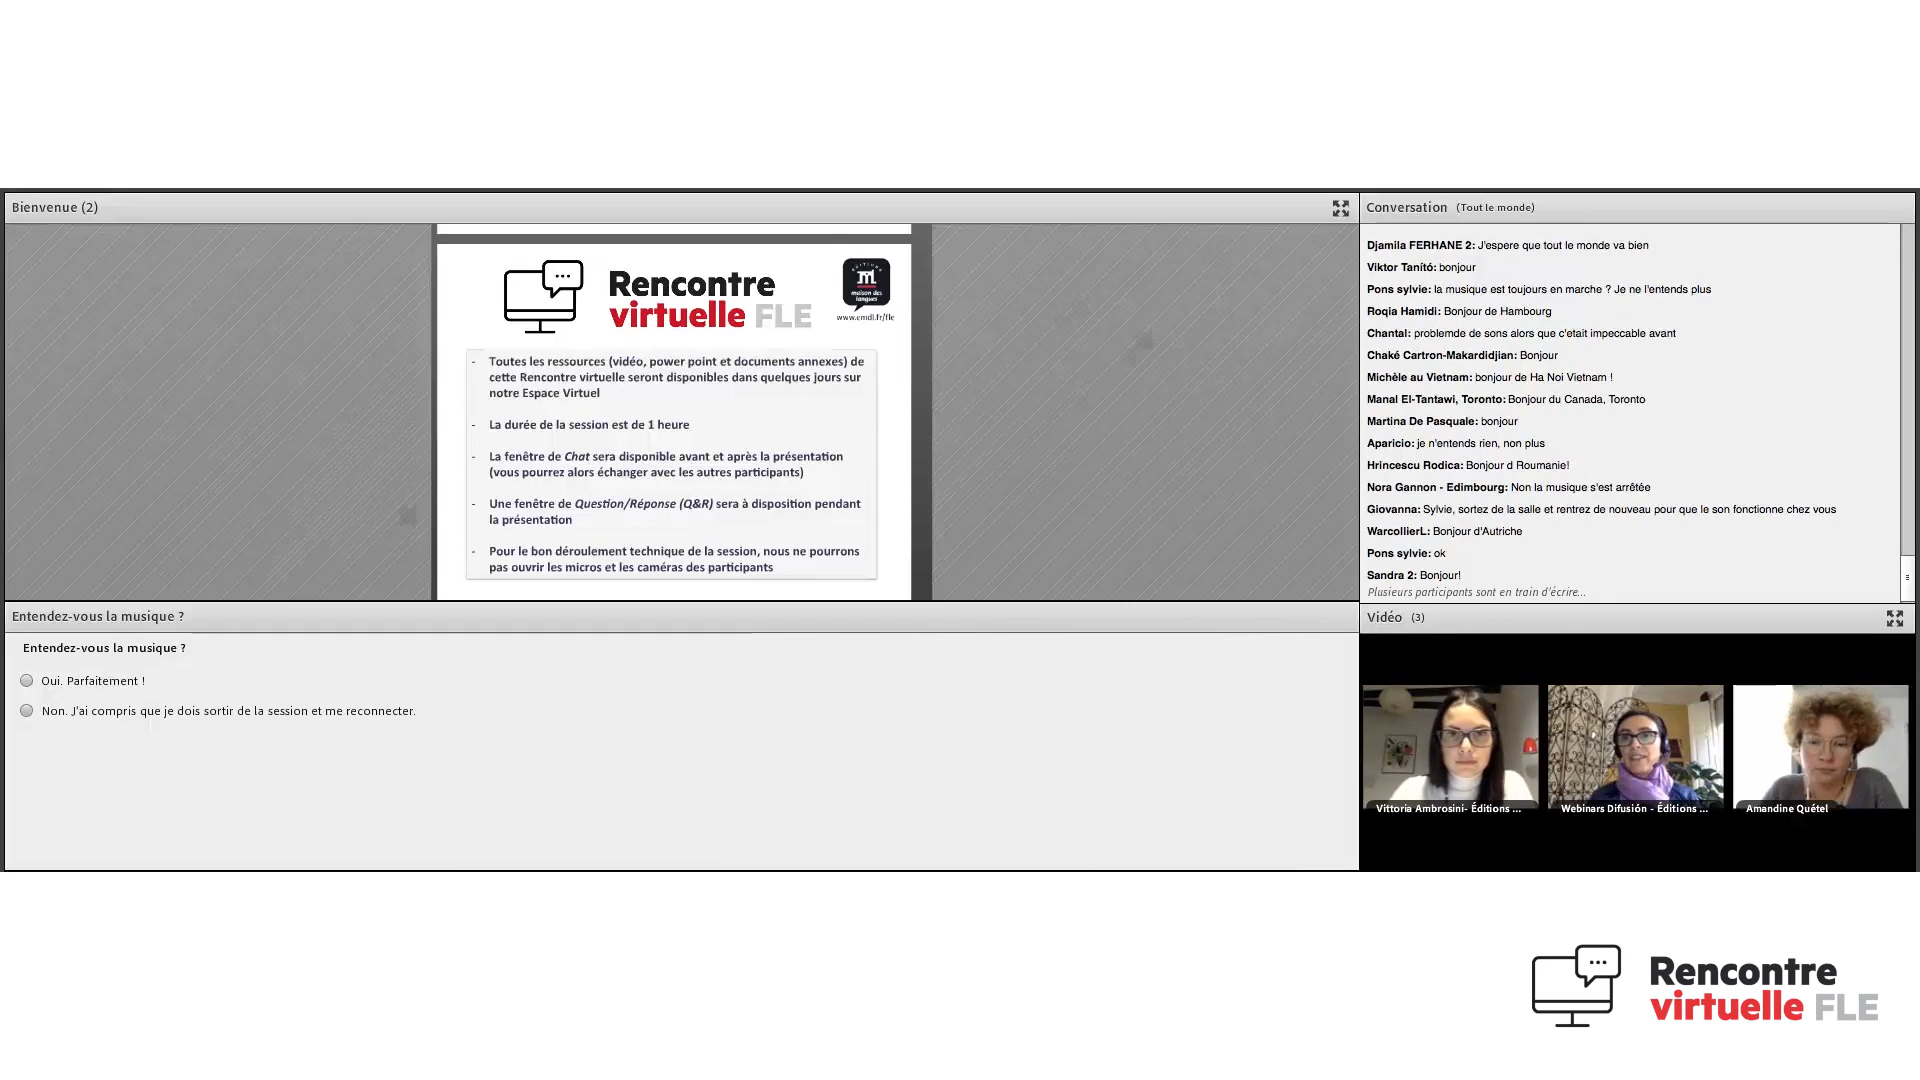 Bienvenue (2)
Rencontre
virtuelle FLE
ÉDITIONS
maison des
langues
www.emdl.fr/fle
- Toutes les ressources (vidéo, power point et documents annexes) de
cette Rencontre virtuelle seront disponibles dans quelques jours sur
notre Espace Virtuel
- La durée de la session est de 1 heure
- La fenêtre de Chat sera disponible avant et après la présentation
(vous pourrez alors échanger avec les autres participants)
- Une fenêtre de Question/Réponse (Q&R) sera à disposition pendant
la présentation
- Pour le bon déroulement technique de la session, nous ne pourrons
pas ouvrir les micros et les caméras des participants
Entendez-vous la musique ?
Entendez-vous la musique ?
Oui. Parfaitement !
Non. J'ai compris que je dois sortir de la session et me reconnecter.
Conversation (Tout le monde)
Djamila FERHANE 2: J'espere que tout le monde va bien
Viktor Tanító: bonjour
Pons sylvie: la musique est toujours en marche ? Je ne l'entends plus
Roqia Hamidi: Bonjour de Hambourg
Chantal: problemde de sons alors que c'etait impeccable avant
Chaké Cartron-Makardidjian: Bonjour
Michèle au Vietnam: bonjour de Ha Noi Vietnam !
Manal El-Tantawi, Toronto: Bonjour du Canada, Toronto
Martina De Pasquale: bonjour
Aparicio: je n'entends rien, non plus
Hrincescu Rodica: Bonjour d Roumanie!
Nora Gannon - Edimbourg: Non la musique s'est arrêtée
Giovanna: Sylvie, sortez de la salle et rentrez de nouveau pour que le son fonctionne chez vous
WarcollierL: Bonjour d'Autriche
Pons sylvie: ok
Sandra 2: Bonjour!
Plusieurs participants sont en train d'écrire...
Vidéo (3)
Vittoria Ambrosini- Éditions ...
Webinars Difusión - Éditions ...
Amandine Quétel
Rencontre
virtuelle FLE